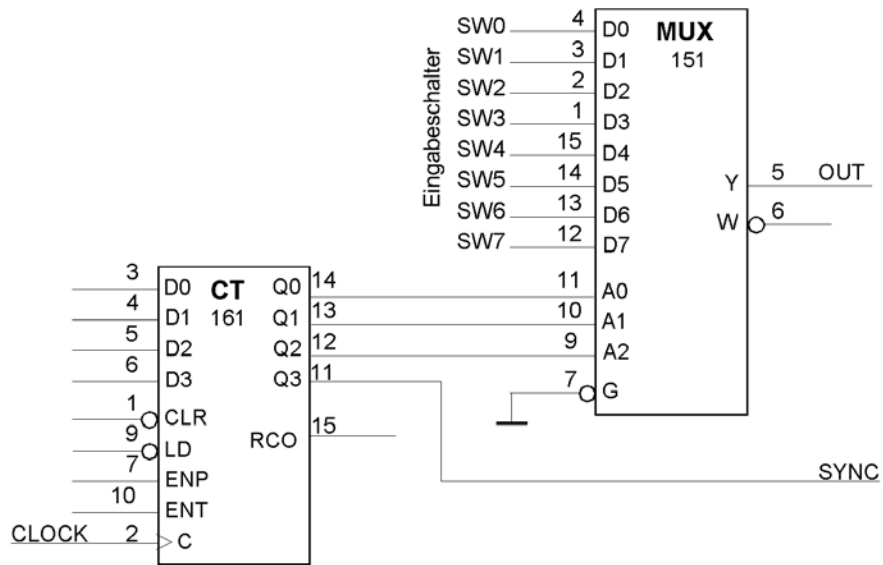 SW0 4 D0 MUX
SW1 3 D1 151
SW2 2 D2
SW3 1 D3
SW4 15 D4
SW5 14 D5 Y 5 OUT
SW6 13 D6 W 6
SW7 12 D7
Eingabeschalter
11 A0
10 A1
9 A2
7 G
3 D0 CT Q0 14
4 D1 161 Q1 13
5 D2 Q2 12
6 D3 Q3 11
1 CLR
9 LD RCO 15
7 ENP
10 ENT
CLOCK 2 C
SYNC